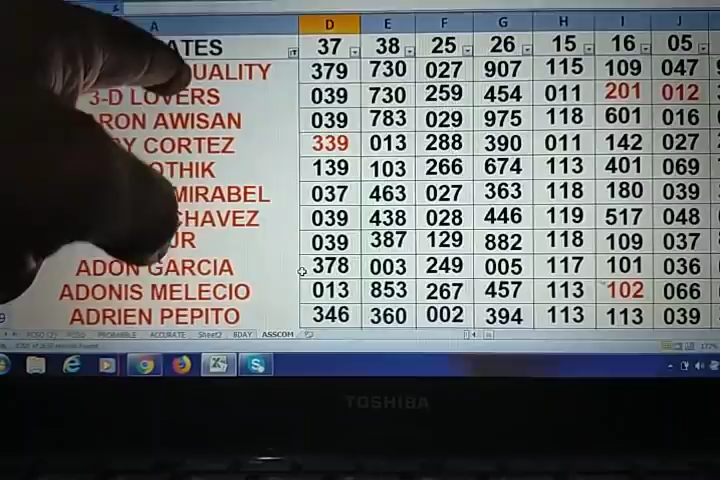 A D E F G H I J
ATES 37 38 25 26 15 16 05
UALITY 379 730 027 907 115 109 047
3-D LOVERS 039 730 259 454 011 201 012
ARON AWISAN 039 783 029 975 118 601 016
BY CORTEZ 339 013 288 390 011 142 027
OTHIK 139 103 266 674 113 401 069
MIRABEL 037 463 027 363 118 180 039
CHAVEZ 039 438 028 446 119 517 048
JR 039 387 129 882 118 109 037
ADON GARCIA 378 003 249 005 117 101 036
ADONIS MELECIO 013 853 267 457 113 102 066
ADRIEN PEPITO 346 360 002 394 113 113 039
PROBABLE ACCURATE Sheet2 BDAY ASSCOM
TOSHIBA